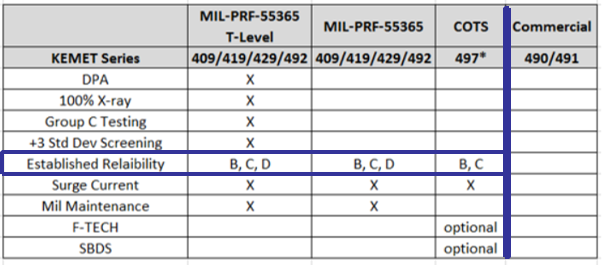 MIL-PRF-55365 T-Level MIL-PRF-55365 COTS Commercial
KEMET Series 409/419/429/492 409/419/429/492 497* 490/491
DPA X
100% X-ray X
Group C Testing X
+3 Std Dev Screening X
Established Relaibility B, C, D B, C, D B, C
Surge Current X X X
Mil Maintenance X X
F-TECH optional
SBDS optional